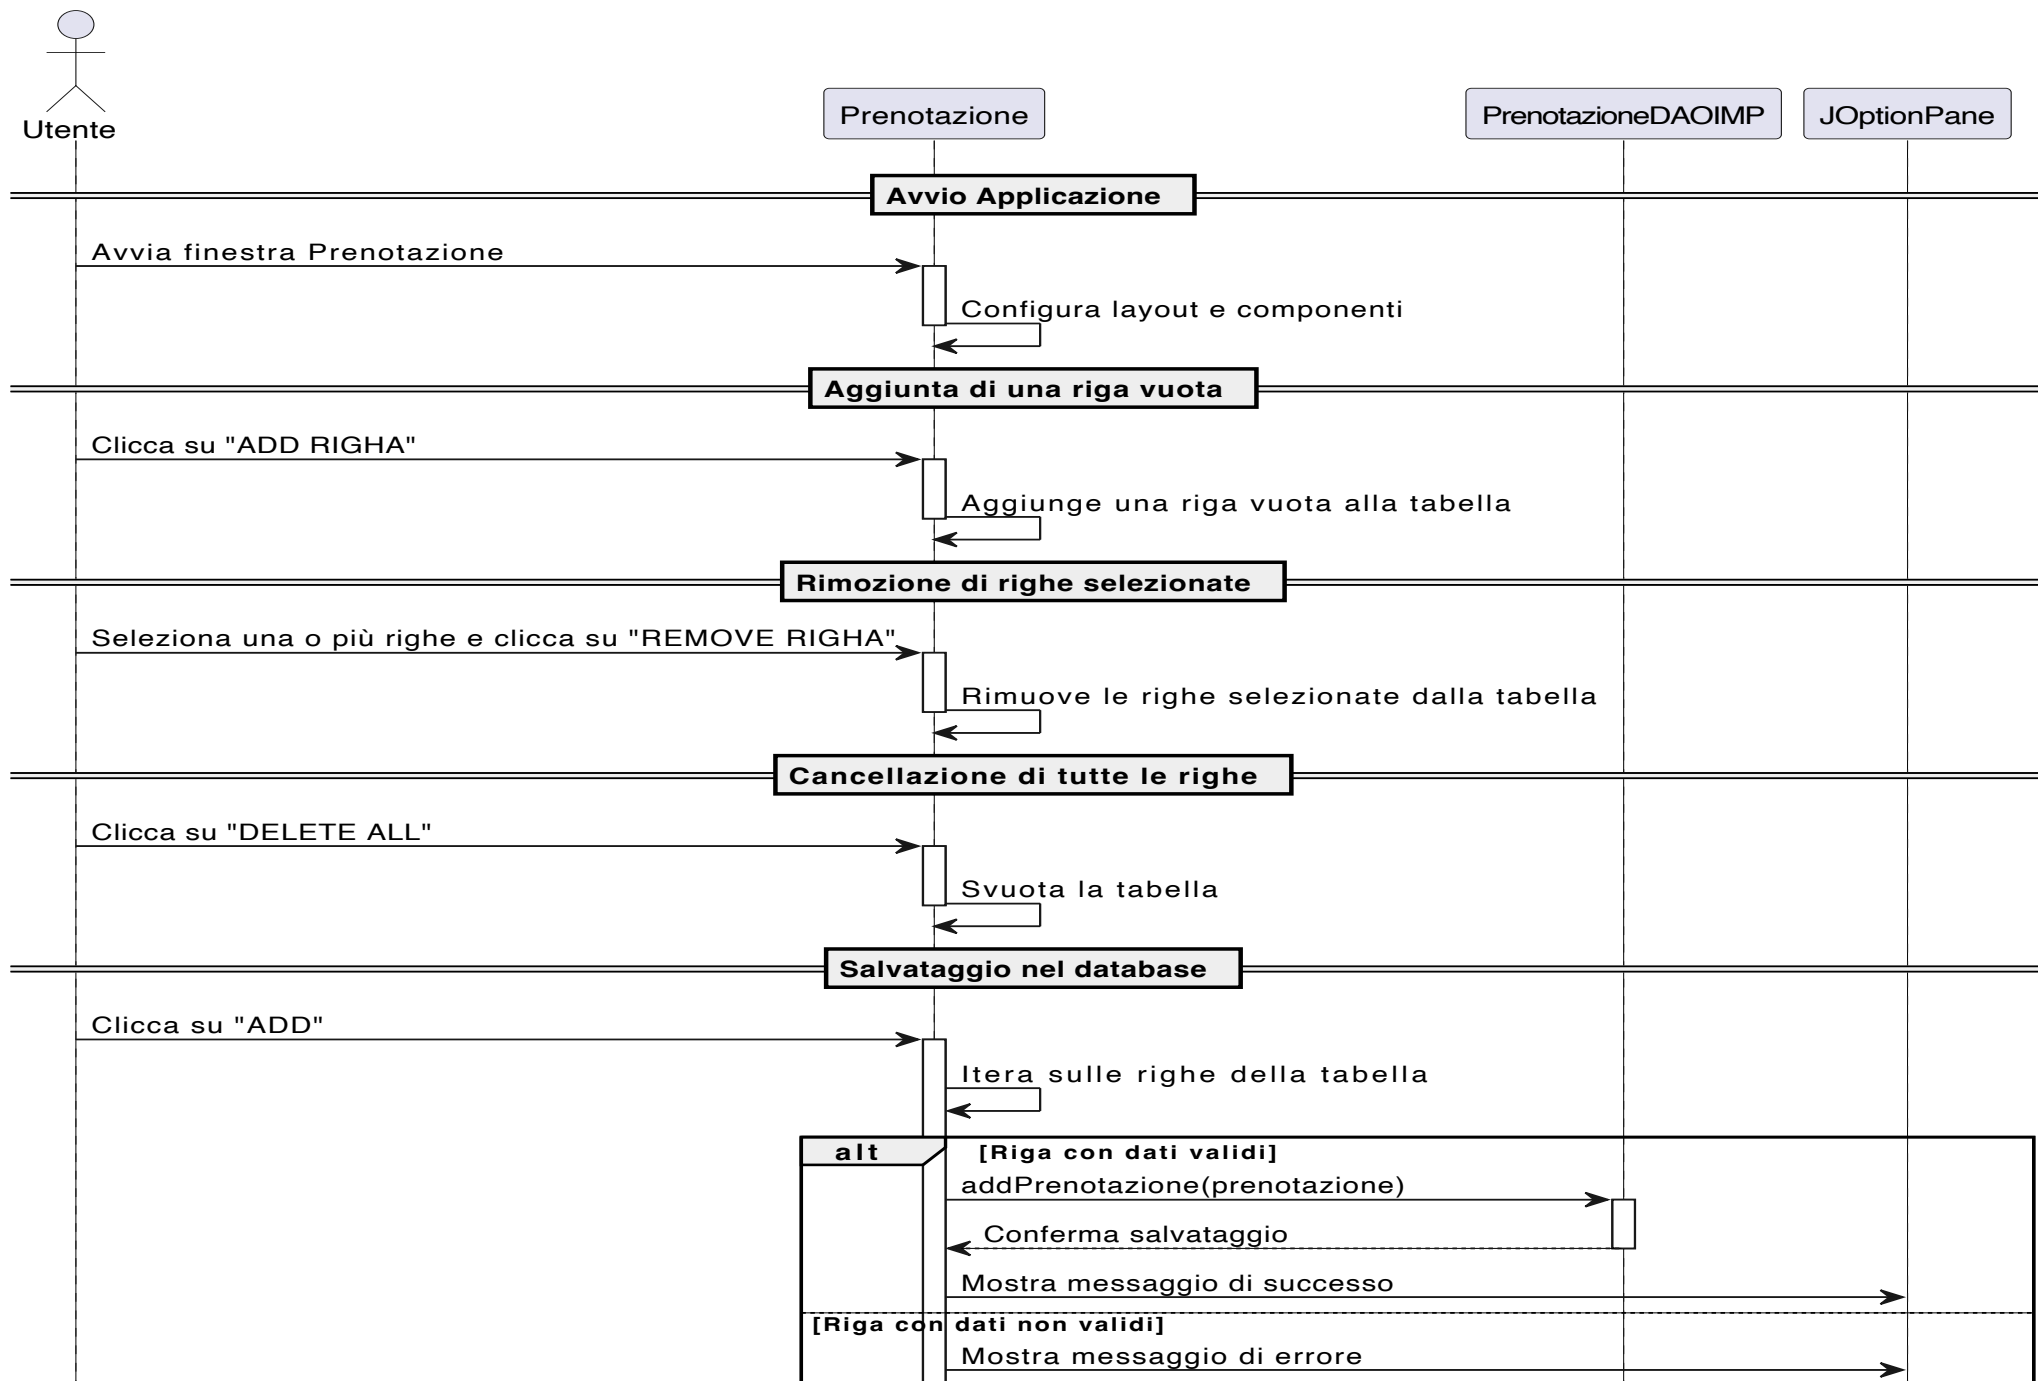 Utente
Prenotazione
PrenotazioneDAOIMP
JOptionPane
Avvio Applicazione
Avvia finestra Prenotazione
Configura layout e componenti
Aggiunta di una riga vuota
Clicca su "ADD RIGHA"
Aggiunge una riga vuota alla tabella
Rimozione di righe selezionate
Seleziona una o più righe e clicca su "REMOVE RIGHA"
Rimuove le righe selezionate dalla tabella
Cancellazione di tutte le righe
Clicca su "DELETE ALL"
Svuota la tabella
Salvataggio nel database
Clicca su "ADD"
Itera sulle righe della tabella
alt [Riga con dati validi]
addPrenotazione(prenotazione)
Conferma salvataggio
Mostra messaggio di successo
[Riga con dati non validi]
Mostra messaggio di errore